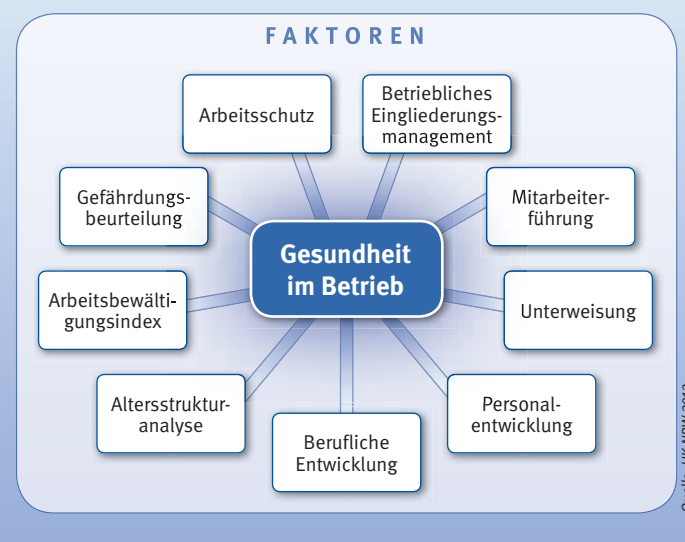 FAKTOREN
Arbeitsschutz
Betriebliches
Eingliederungs-
management
Gefährdungs-
beurteilung
Mitarbeiter-
führung
Gesundheit
im Betrieb
Arbeitsbewälti-
gungsindex
Unterweisung
Altersstruktur-
analyse
Personal-
entwicklung
Berufliche
Entwicklung